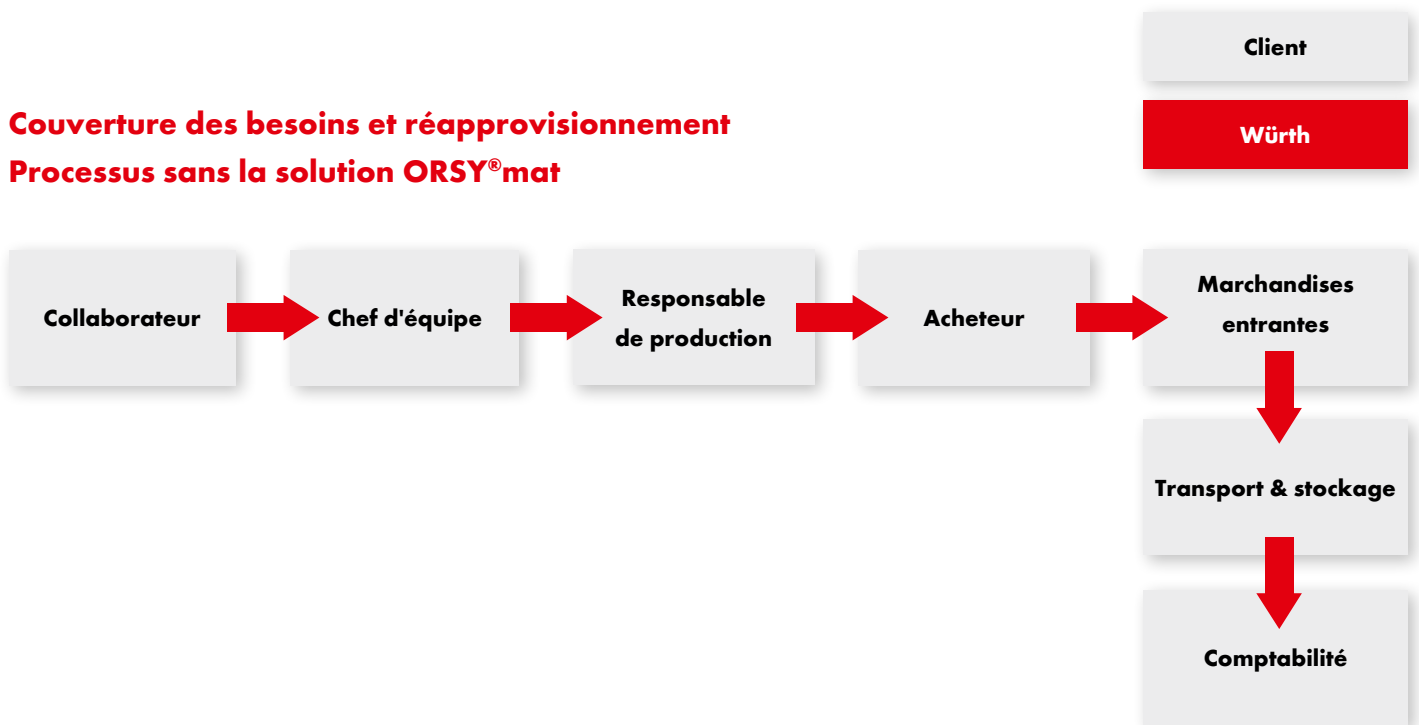 Client
Würth
Couverture des besoins et réapprovisionnement
Processus sans la solution ORSY®mat
Collaborateur
Chef d'équipe
Responsable
de production
Acheteur
Marchandises
entrantes
Transport & stockage
Comptabilité